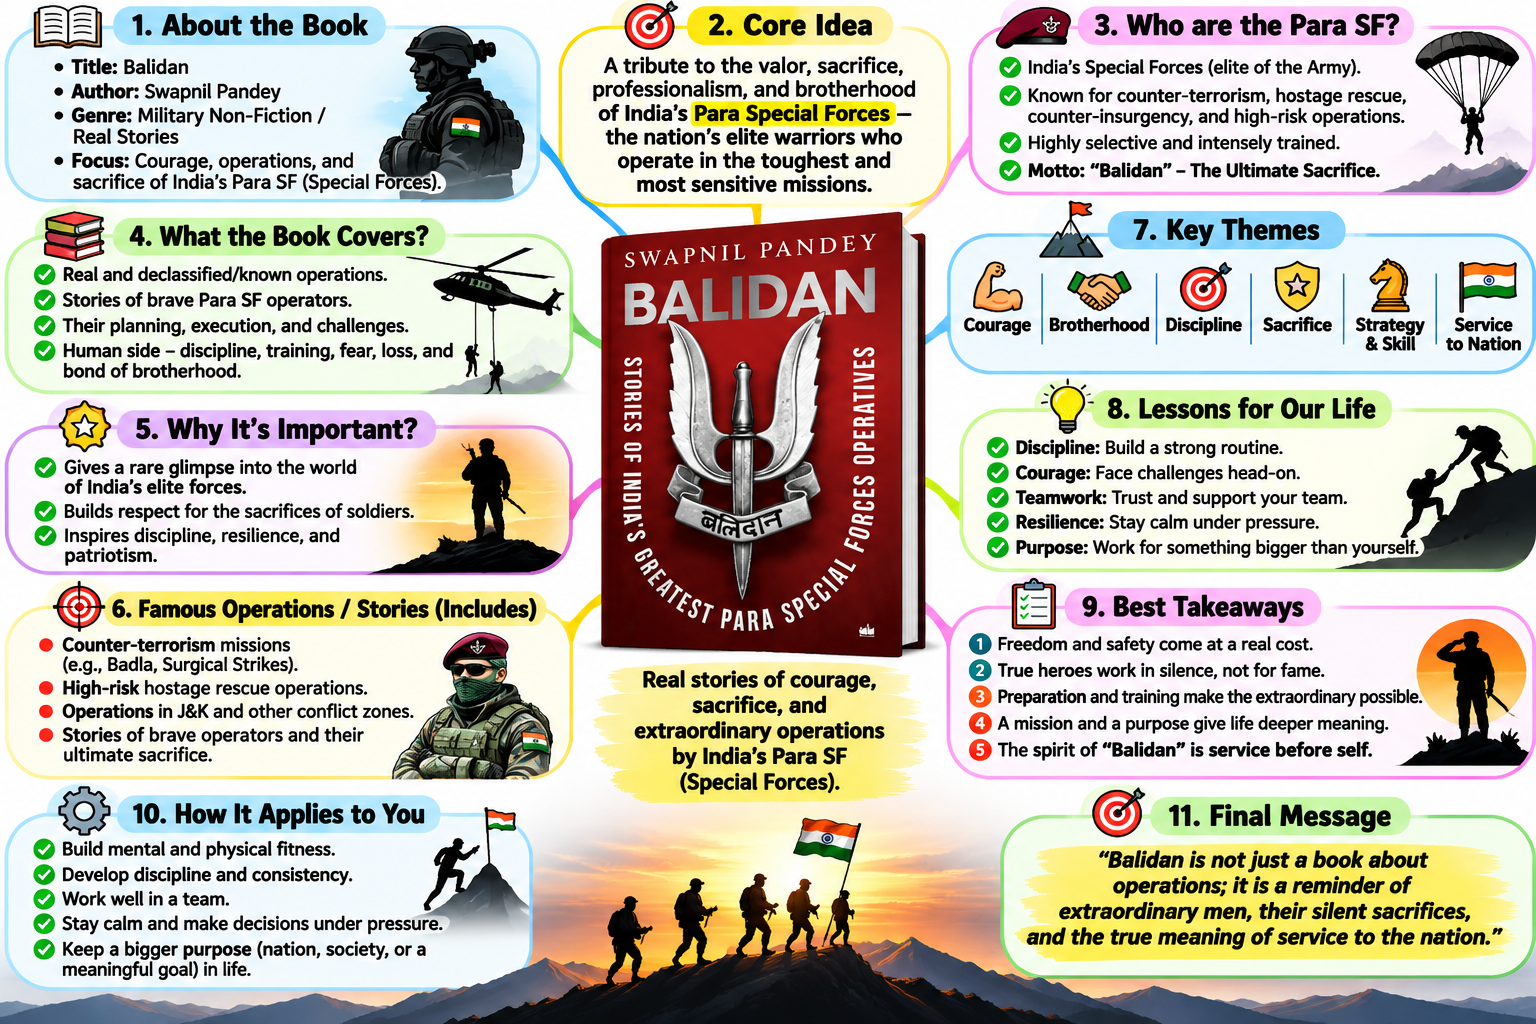 1. About the Book
• Title: Balidan
• Author: Swapnil Pandey
• Genre: Military Non-Fiction /
Real Stories
• Focus: Courage, operations, and
sacrifice of India's Para SF (Special Forces).
2. Core Idea
A tribute to the valor, sacrifice,
professionalism, and brotherhood
of India's Para Special Forces —
the nation's elite warriors who
operate in the toughest and
most sensitive missions.
3. Who are the Para SF?
India's Special Forces (elite of the Army).
Known for counter-terrorism, hostage rescue,
counter-insurgency, and high-risk operations.
Highly selective and intensely trained.
Motto: "Balidan" – The Ultimate Sacrifice.
4. What the Book Covers?
Real and declassified/known operations.
Stories of brave Para SF operators.
Their planning, execution, and challenges.
Human side – discipline, training, fear, loss, and
bond of brotherhood.
SWAPNIL PANDEY
BALIDAN
STORIES OF INDIA'S GREATEST PARA SPECIAL FORCES OPERATIVES
बलिदान
Real stories of courage,
sacrifice, and
extraordinary operations
by India's Para SF
(Special Forces).
5. Why It's Important?
Gives a rare glimpse into the world
of India's elite forces.
Builds respect for the sacrifices of soldiers.
Inspires discipline, resilience, and
patriotism.
6. Famous Operations / Stories (Includes)
Counter-terrorism missions
(e.g., Badla, Surgical Strikes).
High-risk hostage rescue operations.
Operations in J&K and other conflict zones.
Stories of brave operators and their
ultimate sacrifice.
7. Key Themes
Courage
Brotherhood
Discipline
Sacrifice
Strategy
& Skill
Service
to Nation
8. Lessons for Our Life
Discipline: Build a strong routine.
Courage: Face challenges head-on.
Teamwork: Trust and support your team.
Resilience: Stay calm under pressure.
Purpose: Work for something bigger than yourself.
9. Best Takeaways
1 Freedom and safety come at a real cost.
2 True heroes work in silence, not for fame.
3 Preparation and training make the extraordinary possible.
4 A mission and a purpose give life deeper meaning.
5 The spirit of "Balidan" is service before self.
10. How It Applies to You
Build mental and physical fitness.
Develop discipline and consistency.
Work well in a team.
Stay calm and make decisions under pressure.
Keep a bigger purpose (nation, society, or a
meaningful goal) in life.
11. Final Message
"Balidan is not just a book about
operations; it is a reminder of
extraordinary men, their silent sacrifices,
and the true meaning of service to the nation."